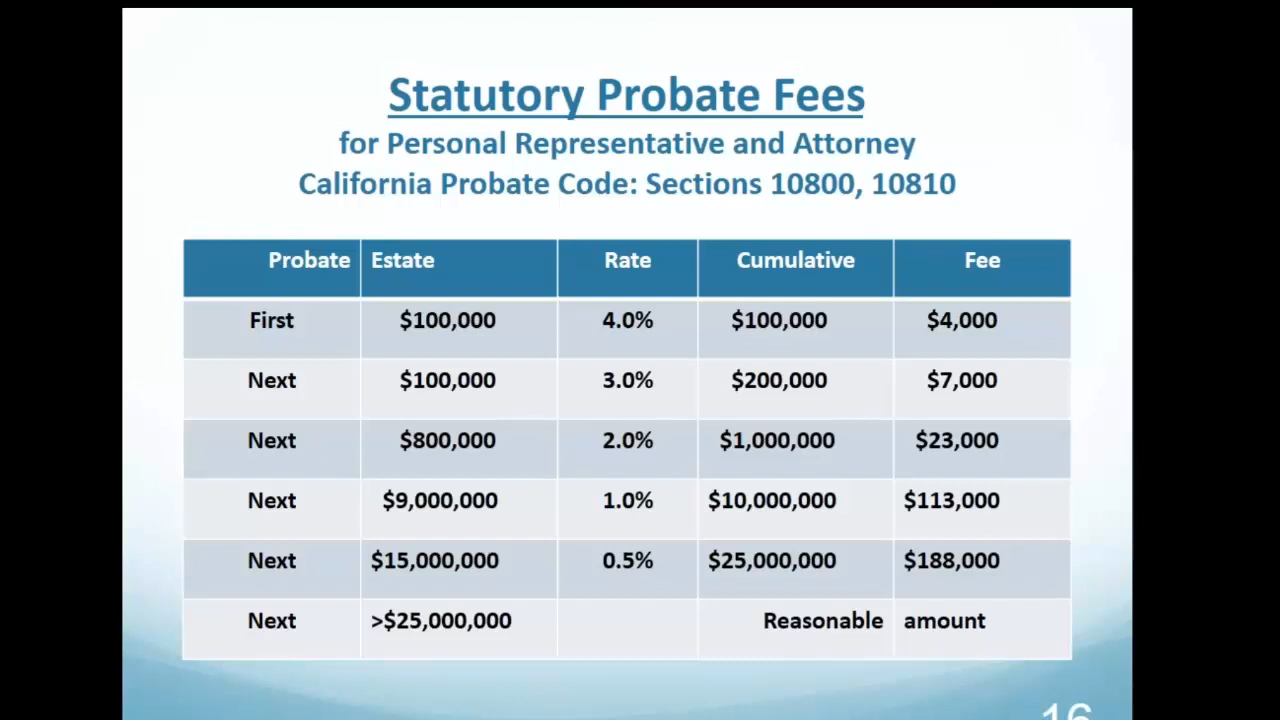 Statutory Probate Fees
for Personal Representative and Attorney
California Probate Code: Sections 10800, 10810
Probate Estate Rate Cumulative Fee
First $100,000 4.0% $100,000 $4,000
Next $100,000 3.0% $200,000 $7,000
Next $800,000 2.0% $1,000,000 $23,000
Next $9,000,000 1.0% $10,000,000 $113,000
Next $15,000,000 0.5% $25,000,000 $188,000
Next >$25,000,000 Reasonable amount
16